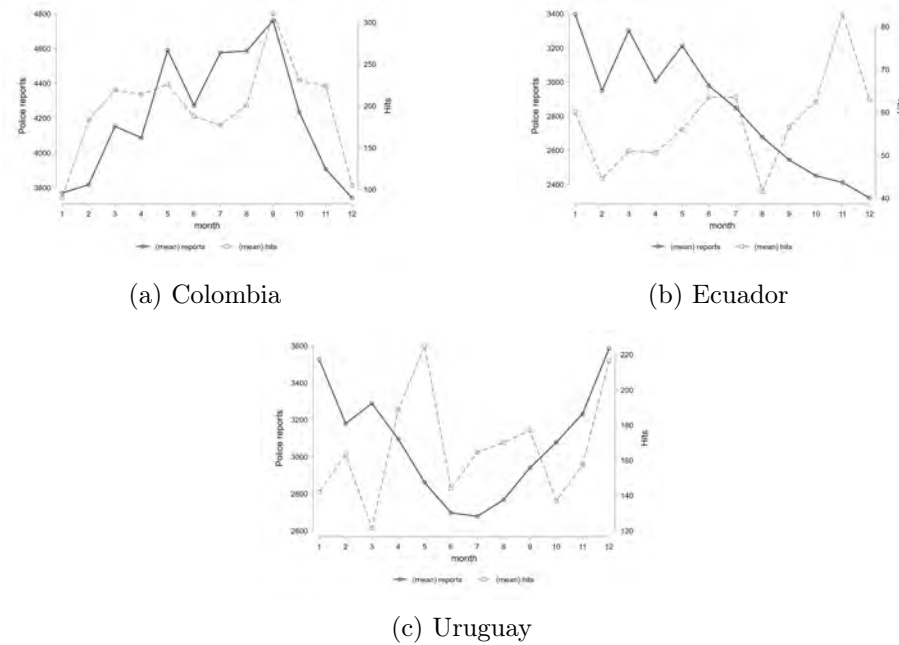 4800
4600
4400
4200
4000
3800
Police reports
300
250
200
150
100
Hits
1 2 3 4 5 6 7 8 9 10 11 12
month
(mean) reports (mean) hits
(a) Colombia
3400
3200
3000
2800
2600
2400
Police reports
80
70
60
50
40
Hits
1 2 3 4 5 6 7 8 9 10 11 12
month
(mean) reports (mean) hits
(b) Ecuador
3600
3400
3200
3000
2800
2600
Police reports
220
200
180
160
140
120
Hits
1 2 3 4 5 6 7 8 9 10 11 12
month
(mean) reports (mean) hits
(c) Uruguay